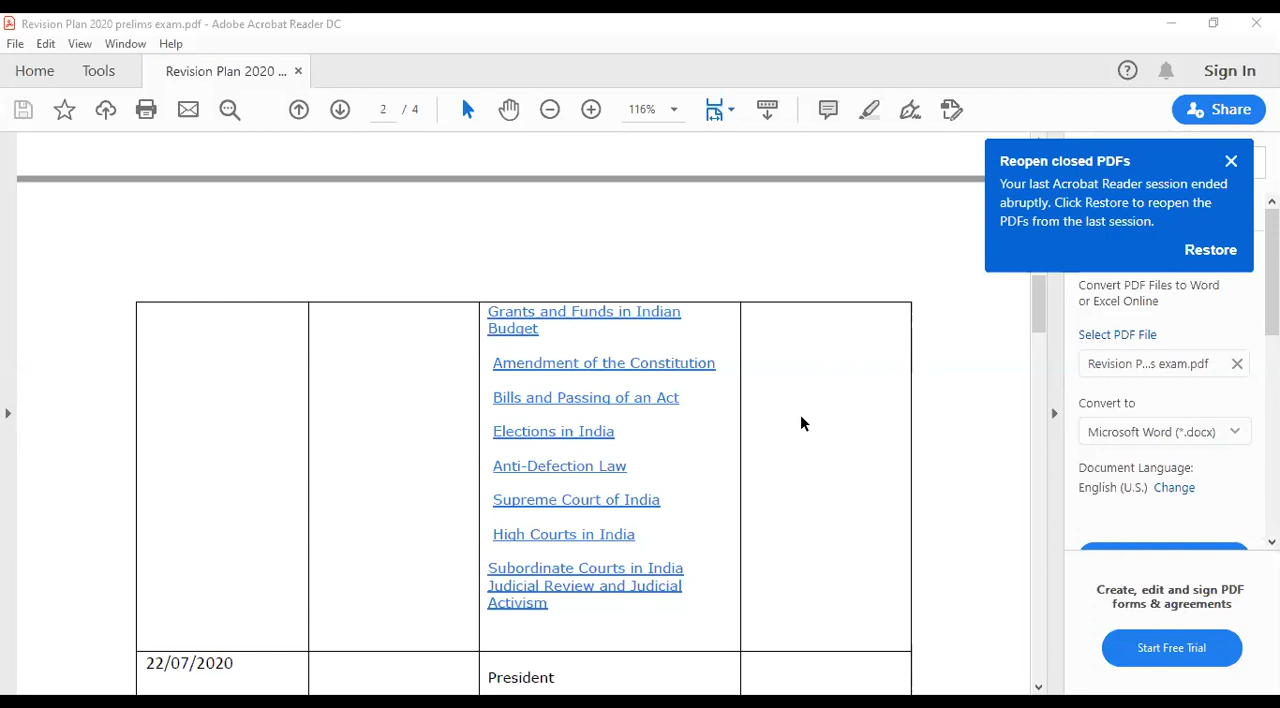 Revision Plan 2020 prelims exam.pdf - Adobe Acrobat Reader DC
File Edit View Window Help
Home Tools Revision Plan 2020 ... × Sign In
2 / 4 116% Share
Reopen closed PDFs
Your last Acrobat Reader session ended
abruptly. Click Restore to reopen the
PDFs from the last session.
Restore
Convert PDF Files to Word
or Excel Online
Select PDF File
Revision P...s exam.pdf
Convert to
Microsoft Word (*.docx)
Document Language:
English (U.S.) Change
Create, edit and sign PDF
forms & agreements
Start Free Trial
Grants and Funds in Indian
Budget
Amendment of the Constitution
Bills and Passing of an Act
Elections in India
Anti-Defection Law
Supreme Court of India
High Courts in India
Subordinate Courts in India
Judicial Review and Judicial
Activism
22/07/2020
President